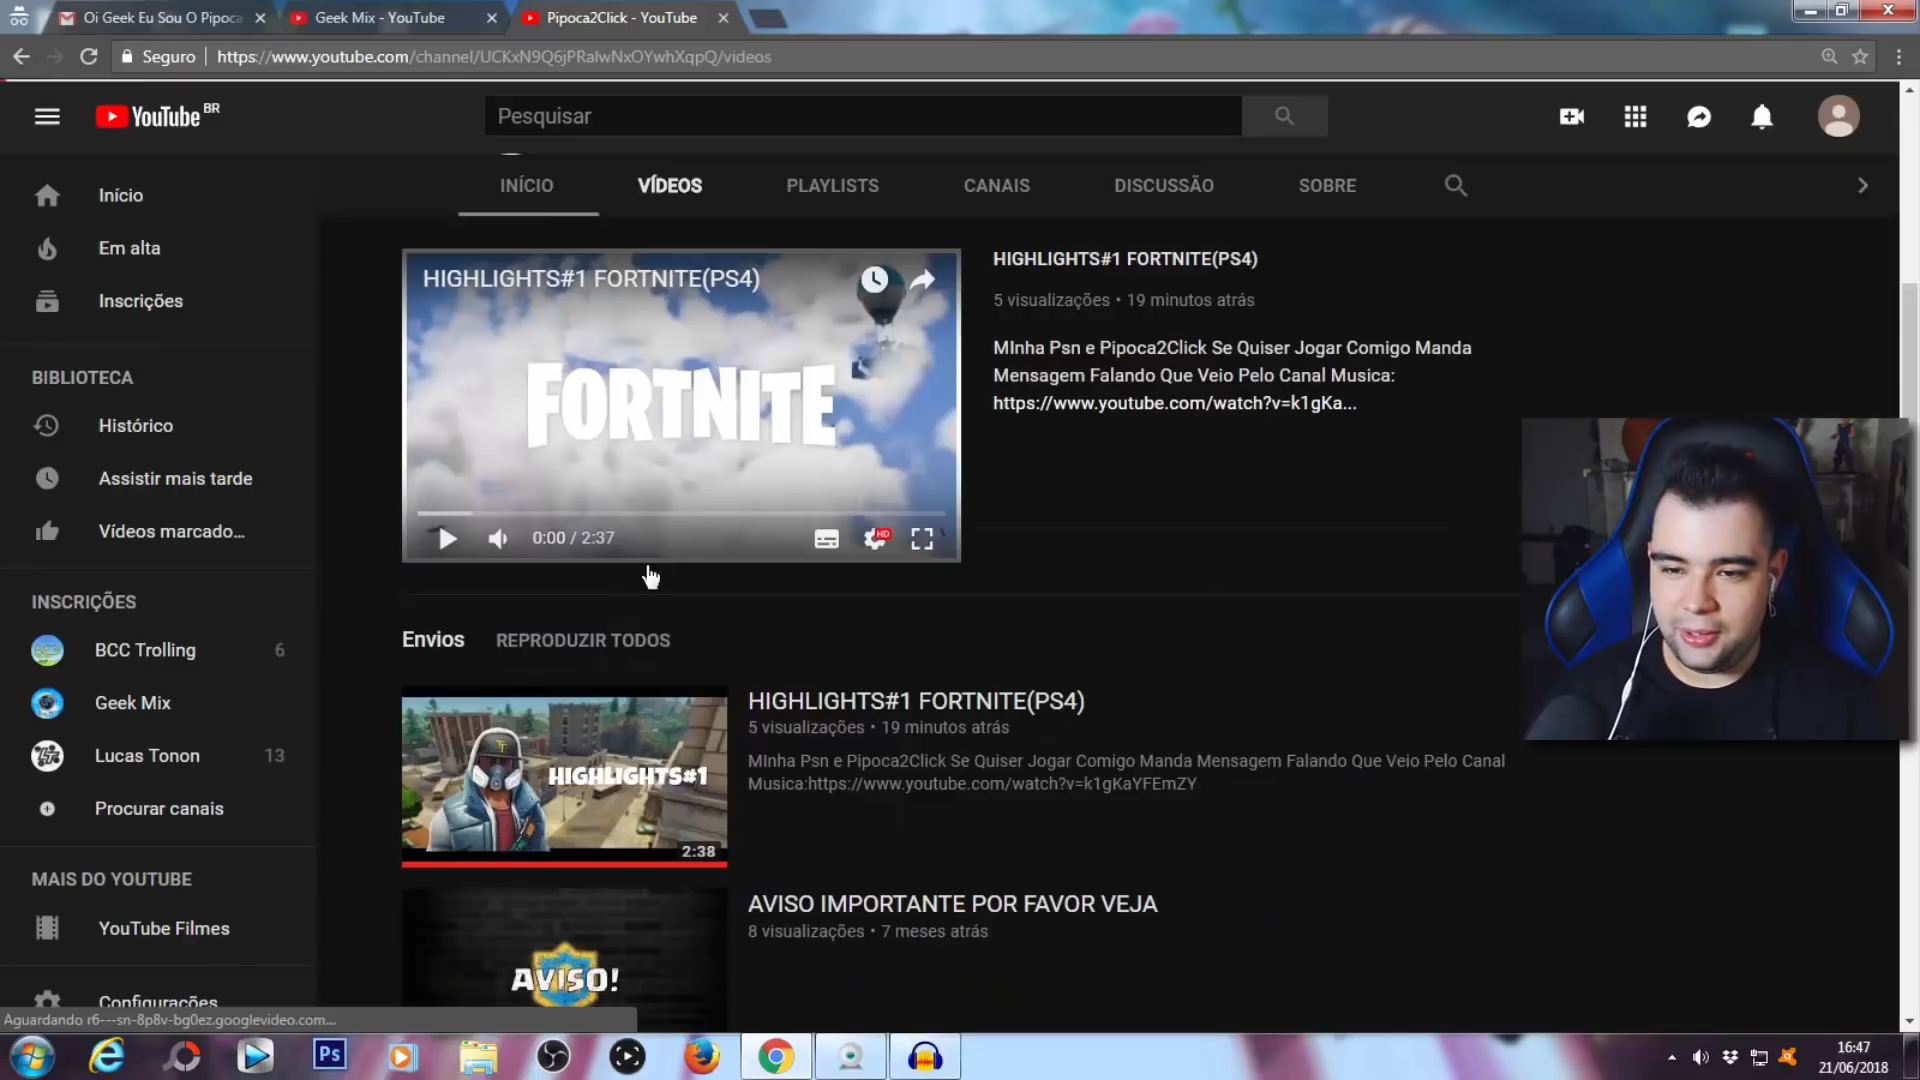 Oi Geek Eu Sou O Pipoca
Geek Mix - YouTube
Pipoca2Click - YouTube
Seguro
https://www.youtube.com/channel/UCKxN9Q6jPRalwNxOYwhXqpQ/videos
YouTube BR
Pesquisar
INÍCIO
VÍDEOS
PLAYLISTS
CANAIS
DISCUSSÃO
SOBRE
Início
Em alta
Inscrições
BIBLIOTECA
Histórico
Assistir mais tarde
Vídeos marcado...
INSCRIÇÕES
BCC Trolling 6
Geek Mix
Lucas Tonon 13
Procurar canais
MAIS DO YOUTUBE
YouTube Filmes
Configurações
HIGHLIGHTS#1 FORTNITE(PS4)
FORTNITE
0:00 / 2:37
HD
HIGHLIGHTS#1 FORTNITE(PS4)
5 visualizações • 19 minutos atrás
MInha Psn e Pipoca2Click Se Quiser Jogar Comigo Manda
Mensagem Falando Que Veio Pelo Canal Musica:
https://www.youtube.com/watch?v=k1gKa...
Envios
REPRODUZIR TODOS
HIGHLIGHTS#1
2:38
HIGHLIGHTS#1 FORTNITE(PS4)
5 visualizações • 19 minutos atrás
MInha Psn e Pipoca2Click Se Quiser Jogar Comigo Manda Mensagem Falando Que Veio Pelo Canal
Musica:https://www.youtube.com/watch?v=k1gKaYFEmZY
AVISO!
AVISO IMPORTANTE POR FAVOR VEJA
8 visualizações • 7 meses atrás
Aguardando r6---sn-8p8v-bg0ez.googlevideo.com...
Ps
16:47
21/06/2018